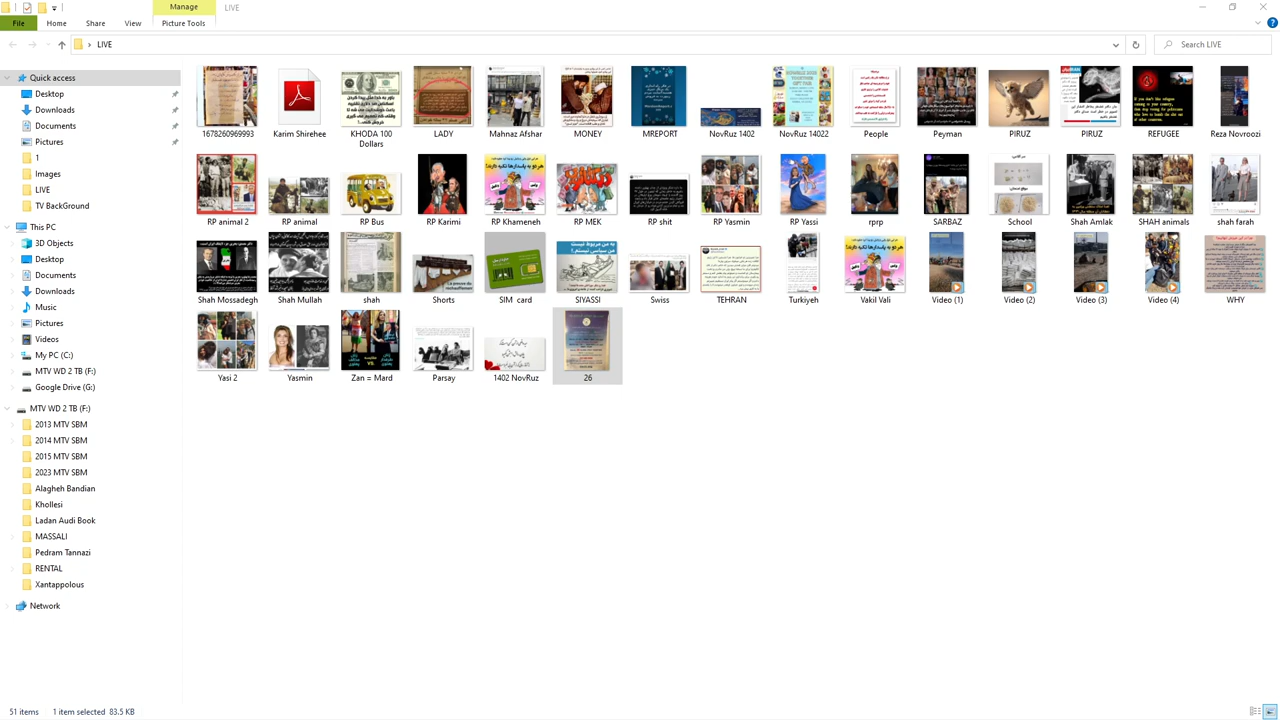 Manage
LIVE
File
Home
Share
View
Picture Tools
LIVE
Search LIVE
Quick access
Desktop
Downloads
Documents
Pictures
1
Images
LIVE
TV BackGround
This PC
3D Objects
Desktop
Documents
Downloads
Music
Pictures
Videos
My PC (C:)
MTV WD 2 TB (F:)
Google Drive (G:)
MTV WD 2 TB (F:)
2013 MTV SBM
2014 MTV SBM
2015 MTV SBM
2023 MTV SBM
Alagheh Bandian
Khollesi
Ladan Audi Book
MASSALI
Pedram Tannazi
RENTAL
Xantappolous
Network
1678260969993
Karim Shirehee
KHODA 100
Dollars
LADY
Mahnaz Afshar
MONEY
MREPORT
NovRuz 1402
NovRuz 14022
People
Peyman
PIRUZ
PIRUZ
REFUGEE
Reza Novroozi
RP animal 2
RP animal
RP Bus
RP Karimi
RP Khameneh
RP MEK
RP shit
RP Yasmin
RP Yassi
rprp
SARBAZ
School
Shah Amlak
SHAH animals
shah farah
Shah Mossadegh
Shah Mullah
shah
Shorts
SIM card
SIYASSI
Swiss
TEHRAN
Turkiyeh
Vakil Vali
Video (1)
Video (2)
Video (3)
Video (4)
WHY
Yasi 2
Yasmin
Zan = Mard
Parsay
1402 NovRuz
26
51 items
1 item selected 83.5 KB